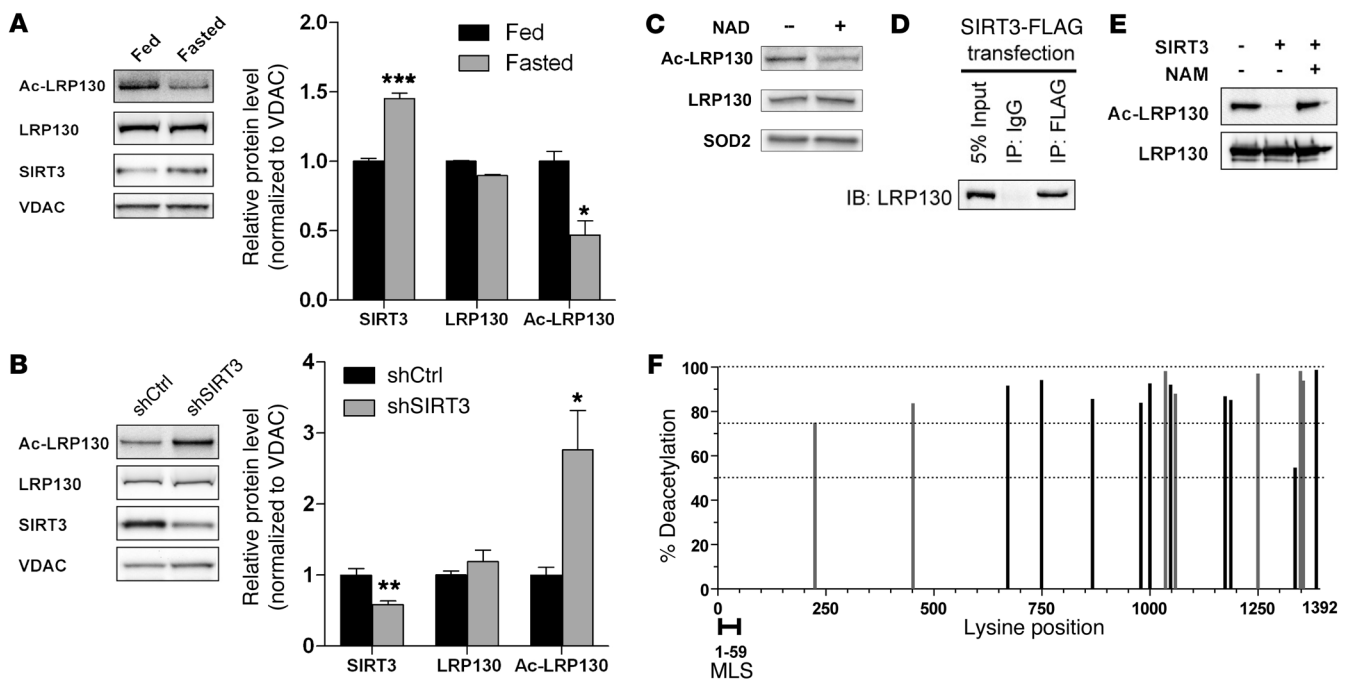 A
Fed
Fasted
Ac-LRP130
LRP130
SIRT3
VDAC
Relative protein level
(normalized to VDAC)
2.0
1.5
1.0
0.5
0.0
Fed
Fasted
***
*
SIRT3
LRP130
Ac-LRP130
B
shCtrl
shSIRT3
Ac-LRP130
LRP130
SIRT3
VDAC
Relative protein level
(normalized to VDAC)
4
3
2
1
0
shCtrl
shSIRT3
**
*
SIRT3
LRP130
Ac-LRP130
C
NAD -- +
Ac-LRP130
LRP130
SOD2
D
SIRT3-FLAG
transfection
5% Input
IP: IgG
IP: FLAG
IB: LRP130
E
SIRT3 - + +
NAM - - +
Ac-LRP130
LRP130
F
% Deacetylation
100
80
60
40
20
0
0 250 500 750 1000 1250 1392
Lysine position
1-59
MLS